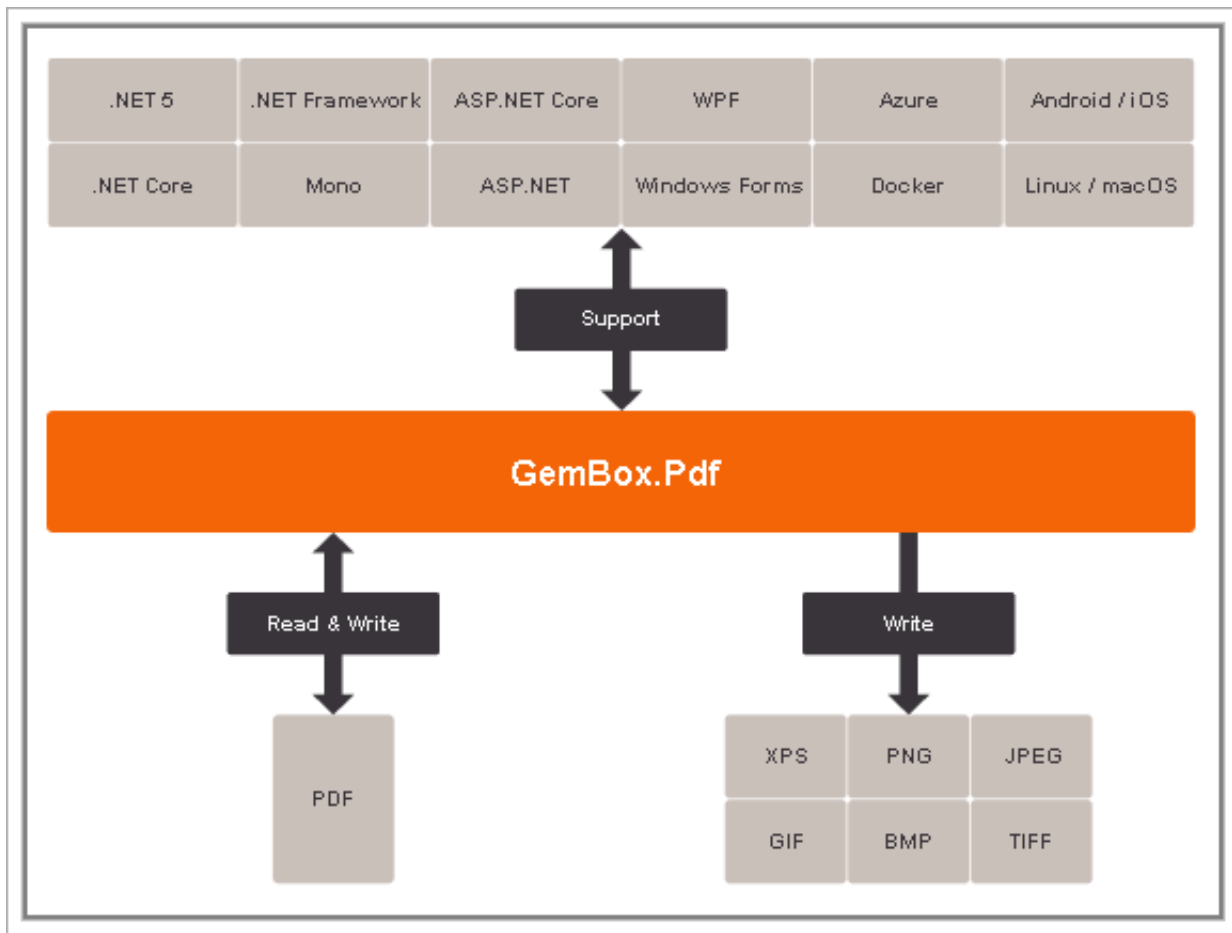 .NET 5
.NET Framework
ASP.NET Core
WPF
Azure
Android / iOS
.NET Core
Mono
ASP.NET
Windows Forms
Docker
Linux / macOS
Support
GemBox.Pdf
Read & Write
Write
PDF
XPS
PNG
JPEG
GIF
BMP
TIFF